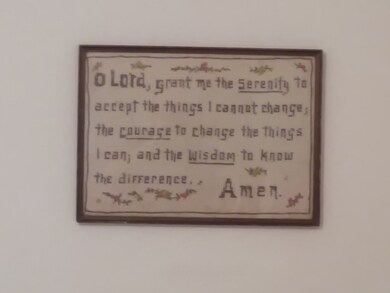 O Lord, grant me the Serenity to
accept the things I cannot change;
the courage to change the things
I can; and the Wisdom to know
the difference..
Amen.